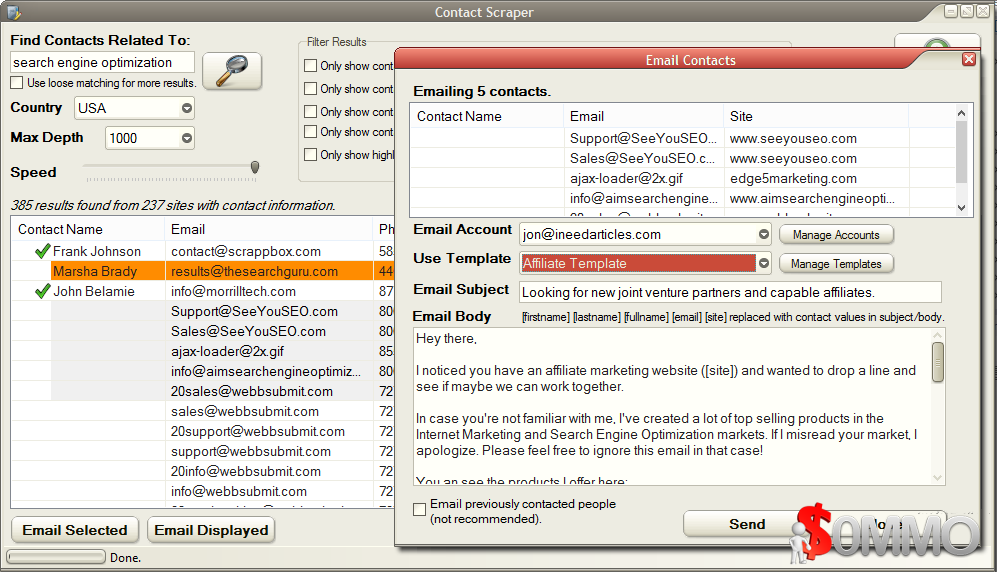 Contact Scraper
Find Contacts Related To:
search engine optimization
Use loose matching for more results.
Country USA
Max Depth 1000
Speed
Filter Results
Only show cont
Only show cont
Only show cont
Only show cont
Only show highl
385 results found from 237 sites with contact information.
Contact Name Email Ph
Frank Johnson contact@scrappbox.com 58
Marsha Brady results@thesearchguru.com 44
John Belamie info@morrilltech.com 87
Support@SeeYouSEO.com 80
Sales@SeeYouSEO.com 80
ajax-loader@2x.gif 85
info@aimsearchengineoptimiz... 80
20sales@webbsubmit.com 72
sales@webbsubmit.com 72
20support@webbsubmit.com 72
support@webbsubmit.com 72
20info@webbsubmit.com 72
info@webbsubmit.com 72
Email Selected Email Displayed
Done.
Email Contacts
Emailing 5 contacts.
Contact Name Email Site
Support@SeeYouSEO... www.seeyouseo.com
Sales@SeeYouSEO.c... www.seeyouseo.com
ajax-loader@2x.gif edge5marketing.com
info@aimsearchengine... www.aimsearchengineopti...
Email Account jon@ineedarticles.com Manage Accounts
Use Template Affiliate Template Manage Templates
Email Subject Looking for new joint venture partners and capable affiliates.
Email Body [firstname] [lastname] [fullname] [email] [site] replaced with contact values in subject/body.
Hey there,
I noticed you have an affiliate marketing website ([site]) and wanted to drop a line and
see if maybe we can work together.
In case you're not familiar with me, I've created a lot of top selling products in the
Internet Marketing and Search Engine Optimization markets. If I misread your market, I
apologize. Please feel free to ignore this email in that case!
You an see the products I offer here:
Email previously contacted people
(not recommended).
Send
$OMMO